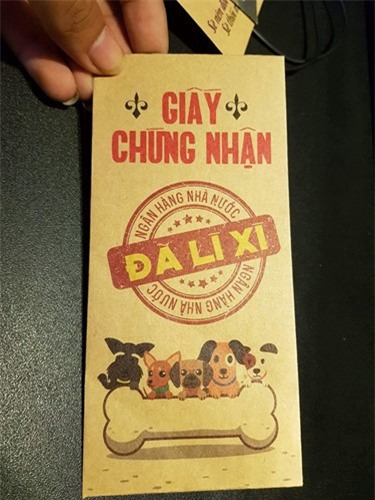 GIẤY
CHỨNG NHẬN
NGÂN HÀNG NHÀ NƯỚC
ĐÃ LÌ XÌ
NGÂN HÀNG NHÀ NƯỚC